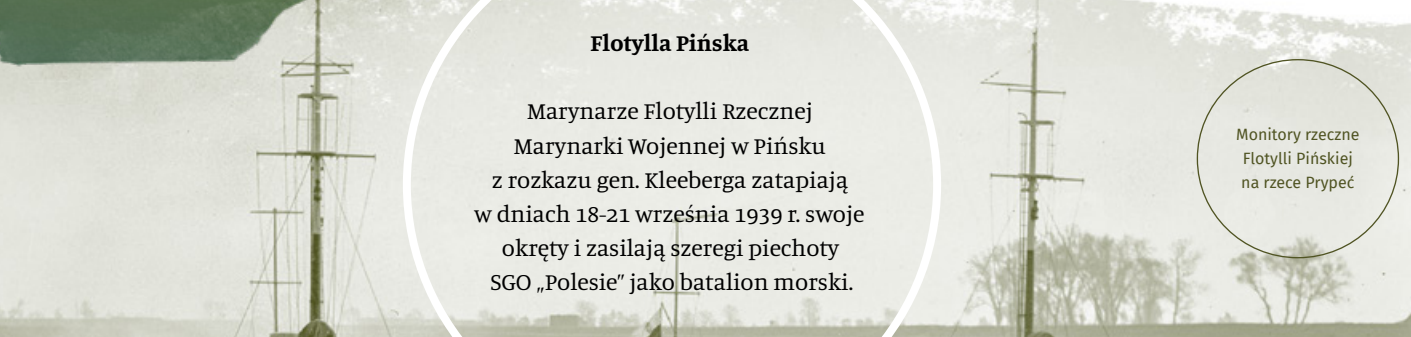 Flotylla Pińska
Marynarze Flotylli Rzecznej
Marynarki Wojennej w Pińsku
z rozkazu gen. Kleeberga zatapiają
w dniach 18-21 września 1939 r. swoje
okręty i zasilają szeregi piechoty
SGO „Polesie” jako batalion morski.
Monitory rzeczne
Flotylli Pińskiej
na rzece Prypeć